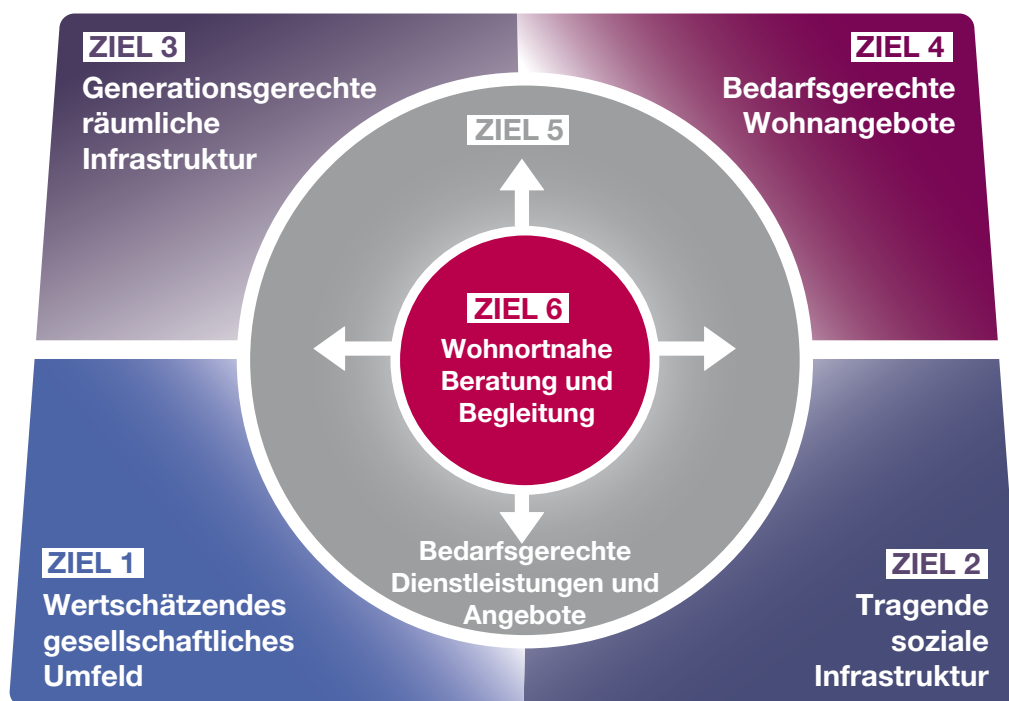 ZIEL 3
Generationsgerechte
räumliche
Infrastruktur
ZIEL 4
Bedarfsgerechte
Wohnangebote
ZIEL 5
Bedarfsgerechte
Dienstleistungen und
Angebote
ZIEL 6
Wohnortnahe
Beratung und
Begleitung
ZIEL 1
Wertschätzendes
gesellschaftliches
Umfeld
ZIEL 2
Tragende
soziale
Infrastruktur